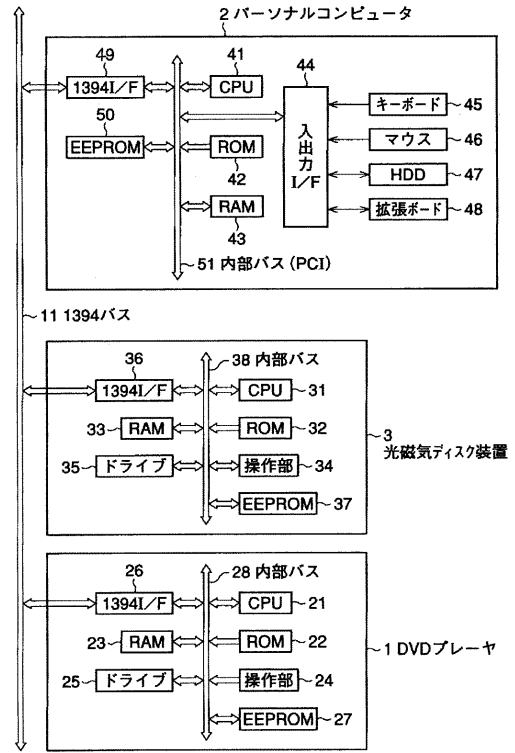 2 パーソナルコンピュータ
49
41
44
1394I/F
CPU
キーボード
45
50
入出力I/F
マウス
46
EEPROM
ROM
HDD
47
42
RAM
拡張ボード
48
43
51 内部バス(PCI)
11 1394バス
36
38 内部バス
1394I/F
CPU
31
33
RAM
ROM
32
3
光磁気ディスク装置
35
ドライブ
操作部
34
EEPROM
37
26
28 内部バス
1394I/F
CPU
21
23
RAM
ROM
22
1 DVDプレーヤ
25
ドライブ
操作部
24
EEPROM
27